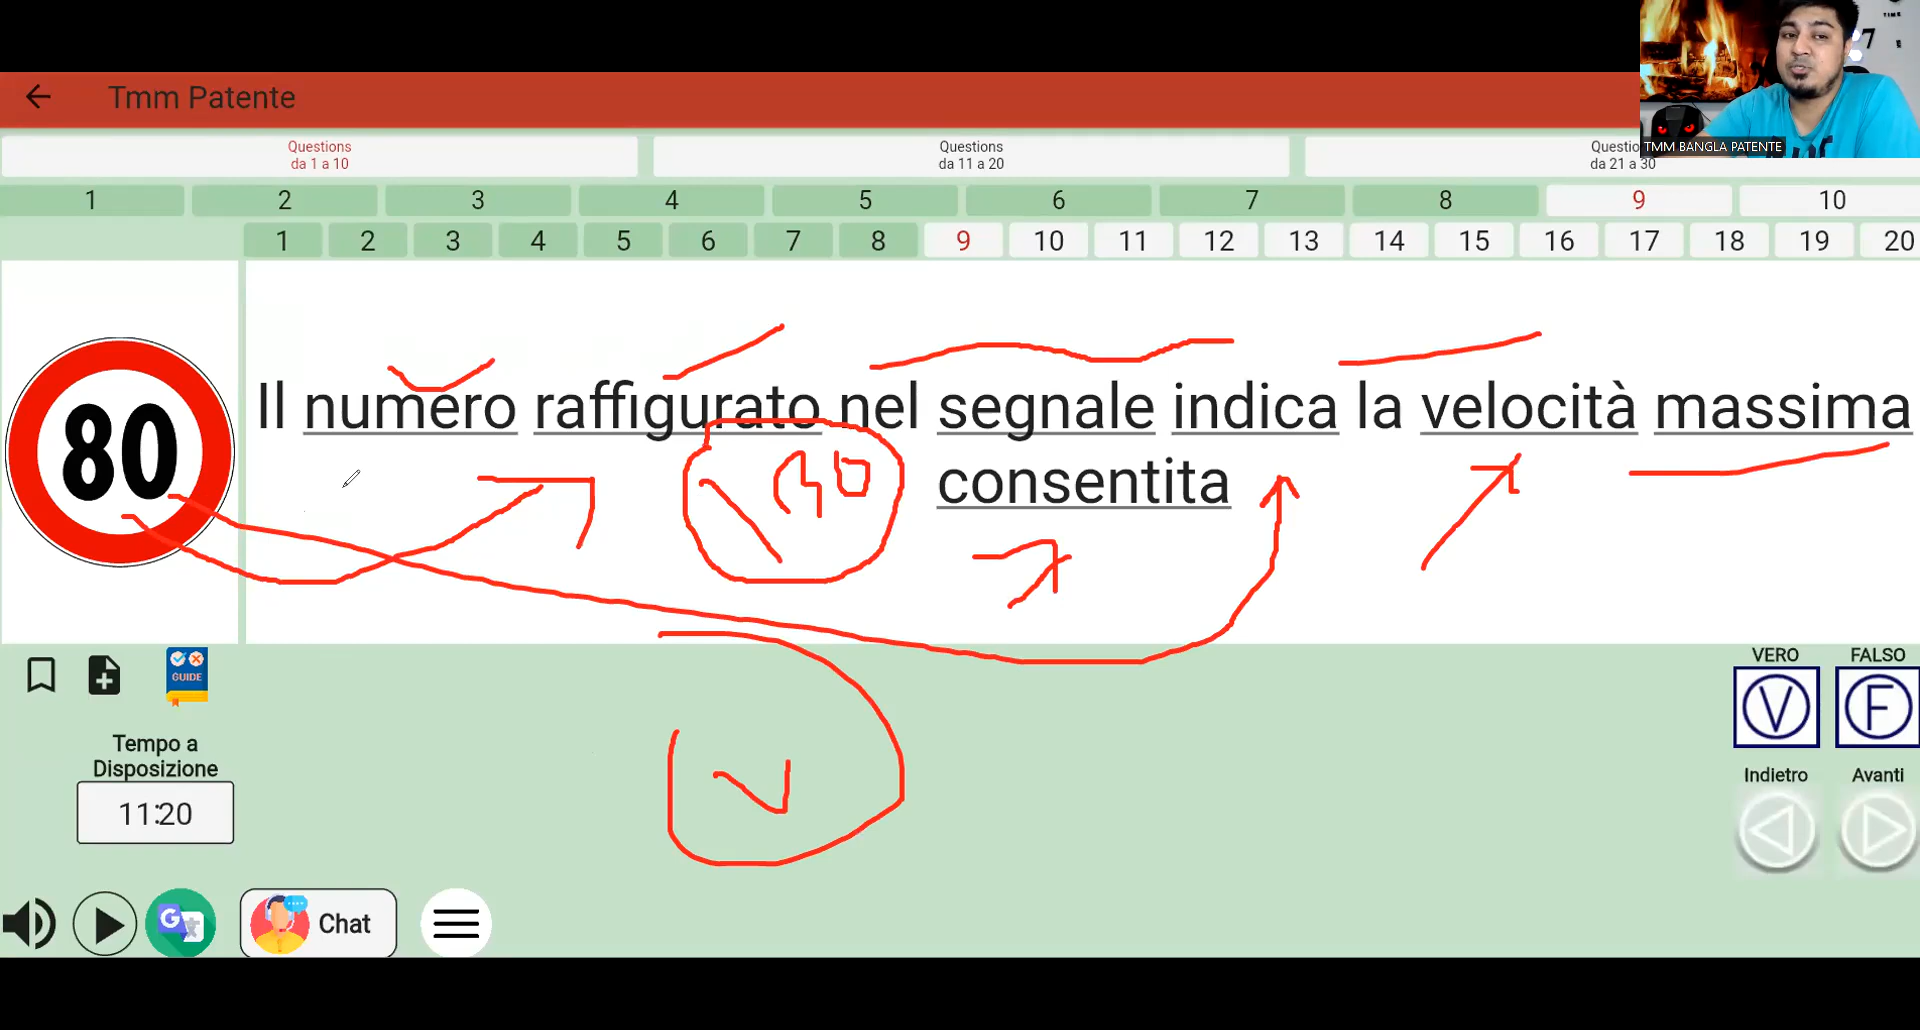 Tmm Patente
7
TMM BANGLA PATENTE
Questions
da 1 a 10
Questions
da 11 a 20
Questio
da 21 a 30
1 2 3 4 5 6 7 8 9 10
1 2 3 4 5 6 7 8 9 10 11 12 13 14 15 16 17 18 19 20
80
Il numero raffigurato nel segnale indica la velocità massima
consentita
V
GUIDE
VERO FALSO
V F
Tempo a
Disposizione
11:20
Indietro Avanti
G
Chat